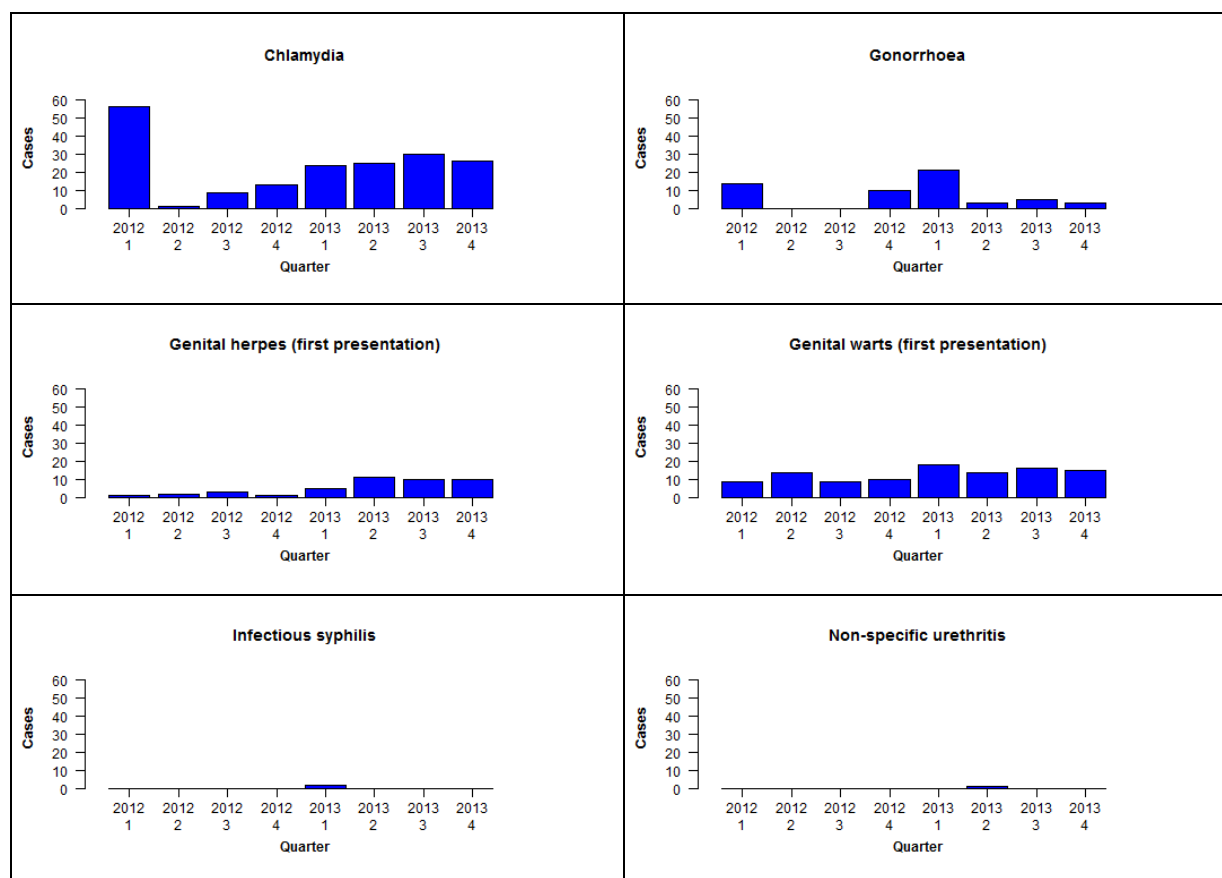 Chlamydia
60
50
40
30
20
10
0
Cases
2012 2012 2012 2012 2013 2013 2013 2013
1 2 3 4 1 2 3 4
Quarter
Gonorrhoea
60
50
40
30
20
10
0
Cases
2012 2012 2012 2012 2013 2013 2013 2013
1 2 3 4 1 2 3 4
Quarter
Genital herpes (first presentation)
60
50
40
30
20
10
0
Cases
2012 2012 2012 2012 2013 2013 2013 2013
1 2 3 4 1 2 3 4
Quarter
Genital warts (first presentation)
60
50
40
30
20
10
0
Cases
2012 2012 2012 2012 2013 2013 2013 2013
1 2 3 4 1 2 3 4
Quarter
Infectious syphilis
60
50
40
30
20
10
0
Cases
2012 2012 2012 2012 2013 2013 2013 2013
1 2 3 4 1 2 3 4
Quarter
Non-specific urethritis
60
50
40
30
20
10
0
Cases
2012 2012 2012 2012 2013 2013 2013 2013
1 2 3 4 1 2 3 4
Quarter